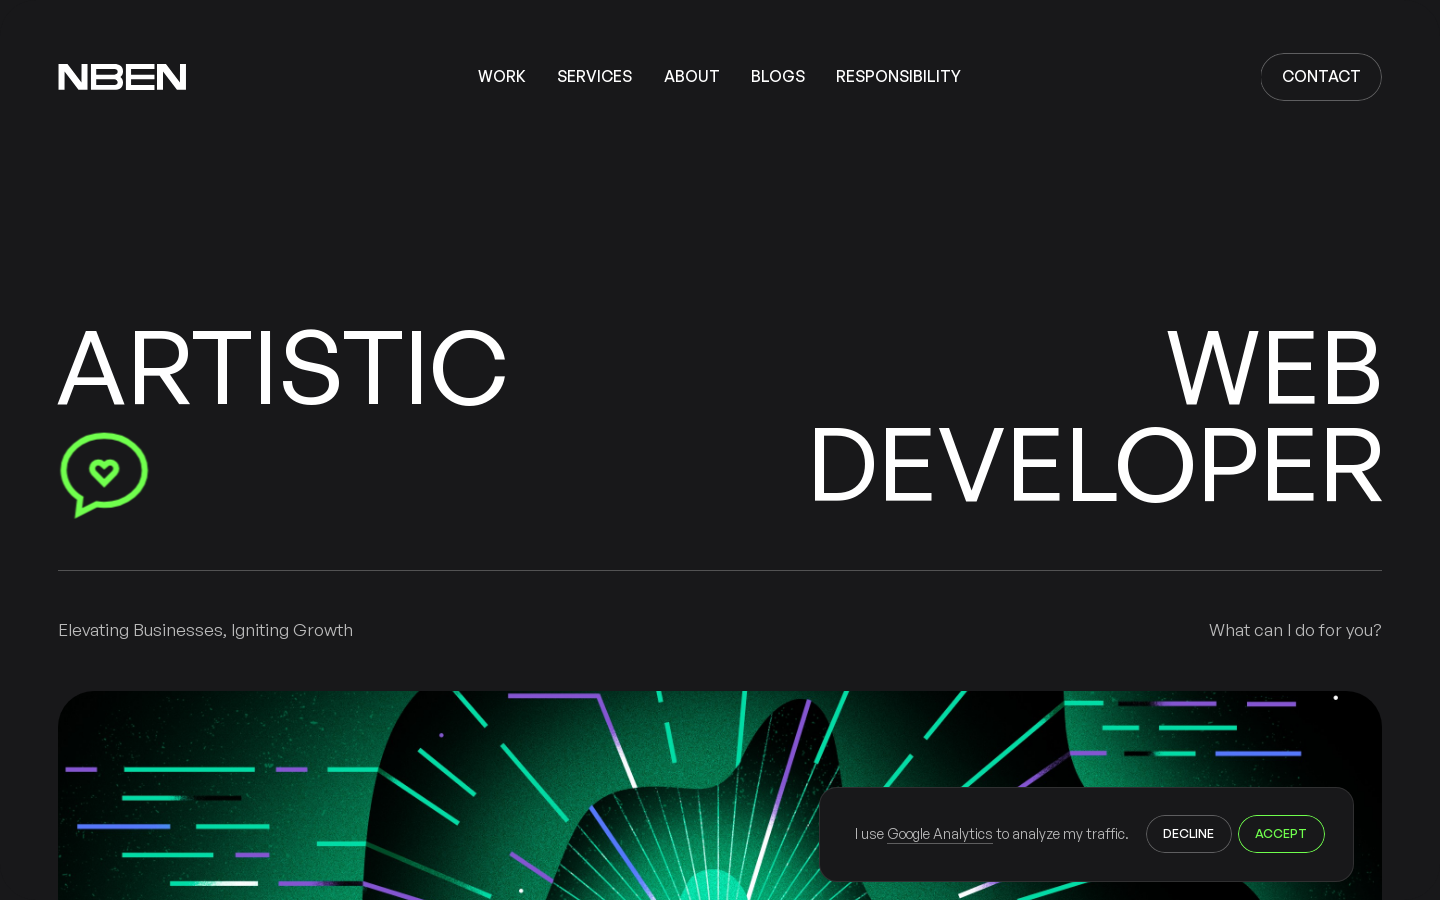 NBEN
WORK SERVICES ABOUT BLOGS RESPONSIBILITY
CONTACT
ARTISTIC WEB
DEVELOPER
Elevating Businesses, Igniting Growth
What can I do for you?
I use Google Analytics to analyze my traffic.
DECLINE
ACCEPT